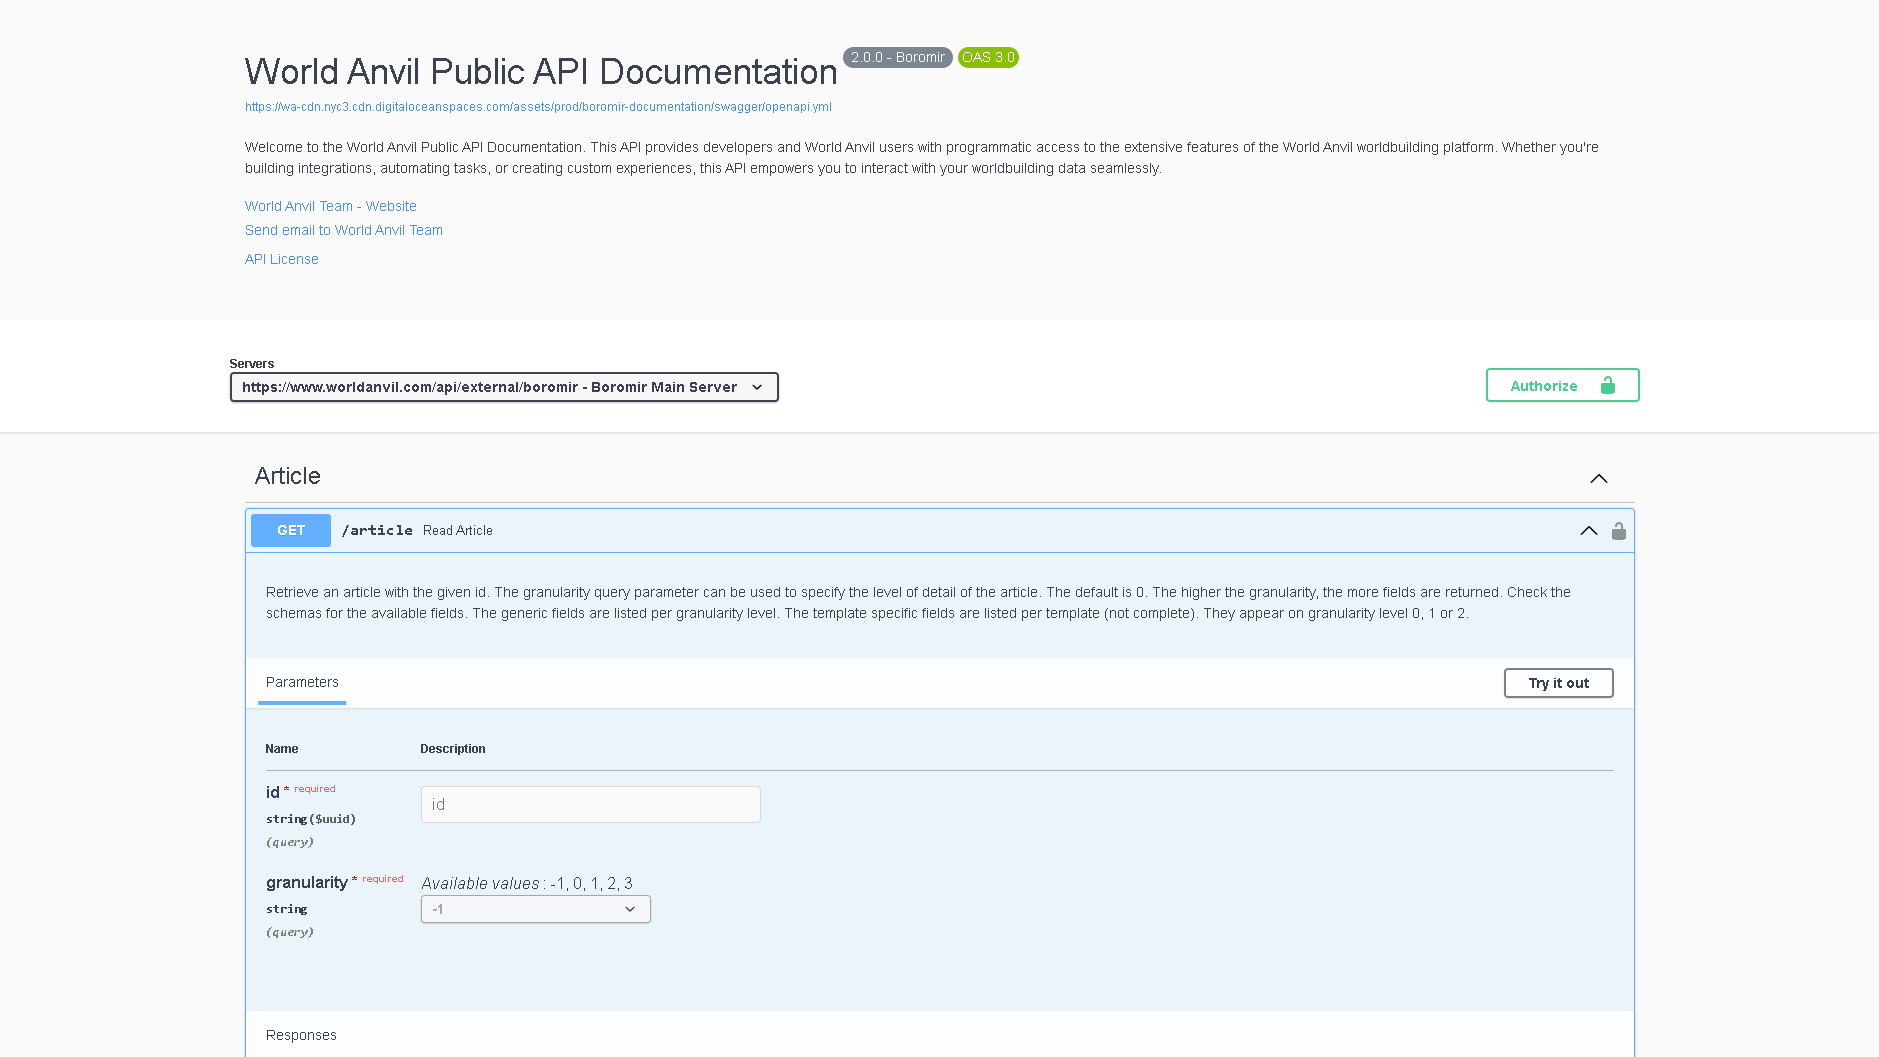 World Anvil Public API Documentation 2.0.0 - Boromir OAS 3.0
https://wa-cdn.nyc3.cdn.digitaloceanspaces.com/assets/prod/boromir-documentation/swagger/openapi.yml
Welcome to the World Anvil Public API Documentation. This API provides developers and World Anvil users with programmatic access to the extensive features of the World Anvil worldbuilding platform. Whether you're
building integrations, automating tasks, or creating custom experiences, this API empowers you to interact with your worldbuilding data seamlessly.
World Anvil Team - Website
Send email to World Anvil Team
API License
Servers
https://www.worldanvil.com/api/external/boromir - Boromir Main Server
Authorize
Article
GET /article Read Article
Retrieve an article with the given id. The granularity query parameter can be used to specify the level of detail of the article. The default is 0. The higher the granularity, the more fields are returned. Check the
schemas for the available fields. The generic fields are listed per granularity level. The template specific fields are listed per template (not complete). They appear on granularity level 0, 1 or 2.
Parameters
Try it out
Name Description
id * required
string($uuid)
(query)
id
granularity * required
string
(query)
Available values : -1, 0, 1, 2, 3
-1
Responses